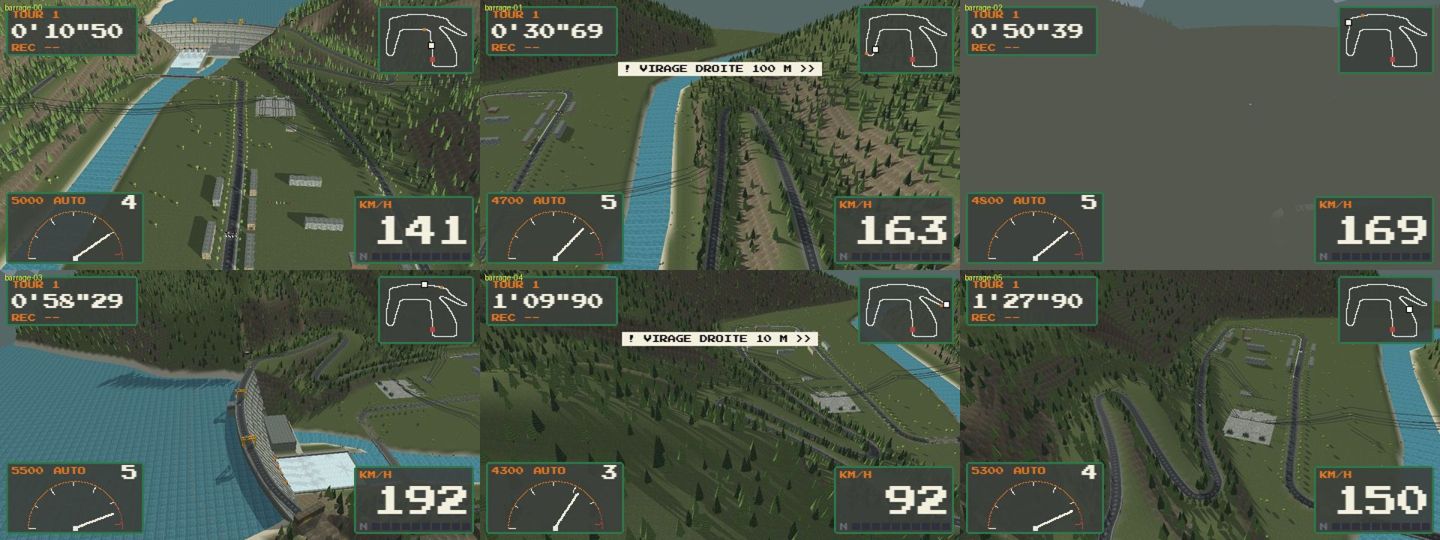 barrage-00
TOUR 1
0'10"50
REC --
5000 AUTO 4
KM/H
141
N
barrage-01
TOUR 1
0'30"69
REC --
! VIRAGE DROITE 100 M >>
4700 AUTO 5
KM/H
163
N
barrage-02
TOUR 1
0'50"39
REC --
4800 AUTO 5
KM/H
169
N
barrage-03
TOUR 1
0'58"29
REC --
5500 AUTO 5
KM/H
192
N
barrage-04
TOUR 1
1'09"90
REC --
! VIRAGE DROITE 10 M >>
4300 AUTO 3
KM/H
92
N
barrage-05
TOUR 1
1'27"90
REC --
5300 AUTO 4
KM/H
150
N